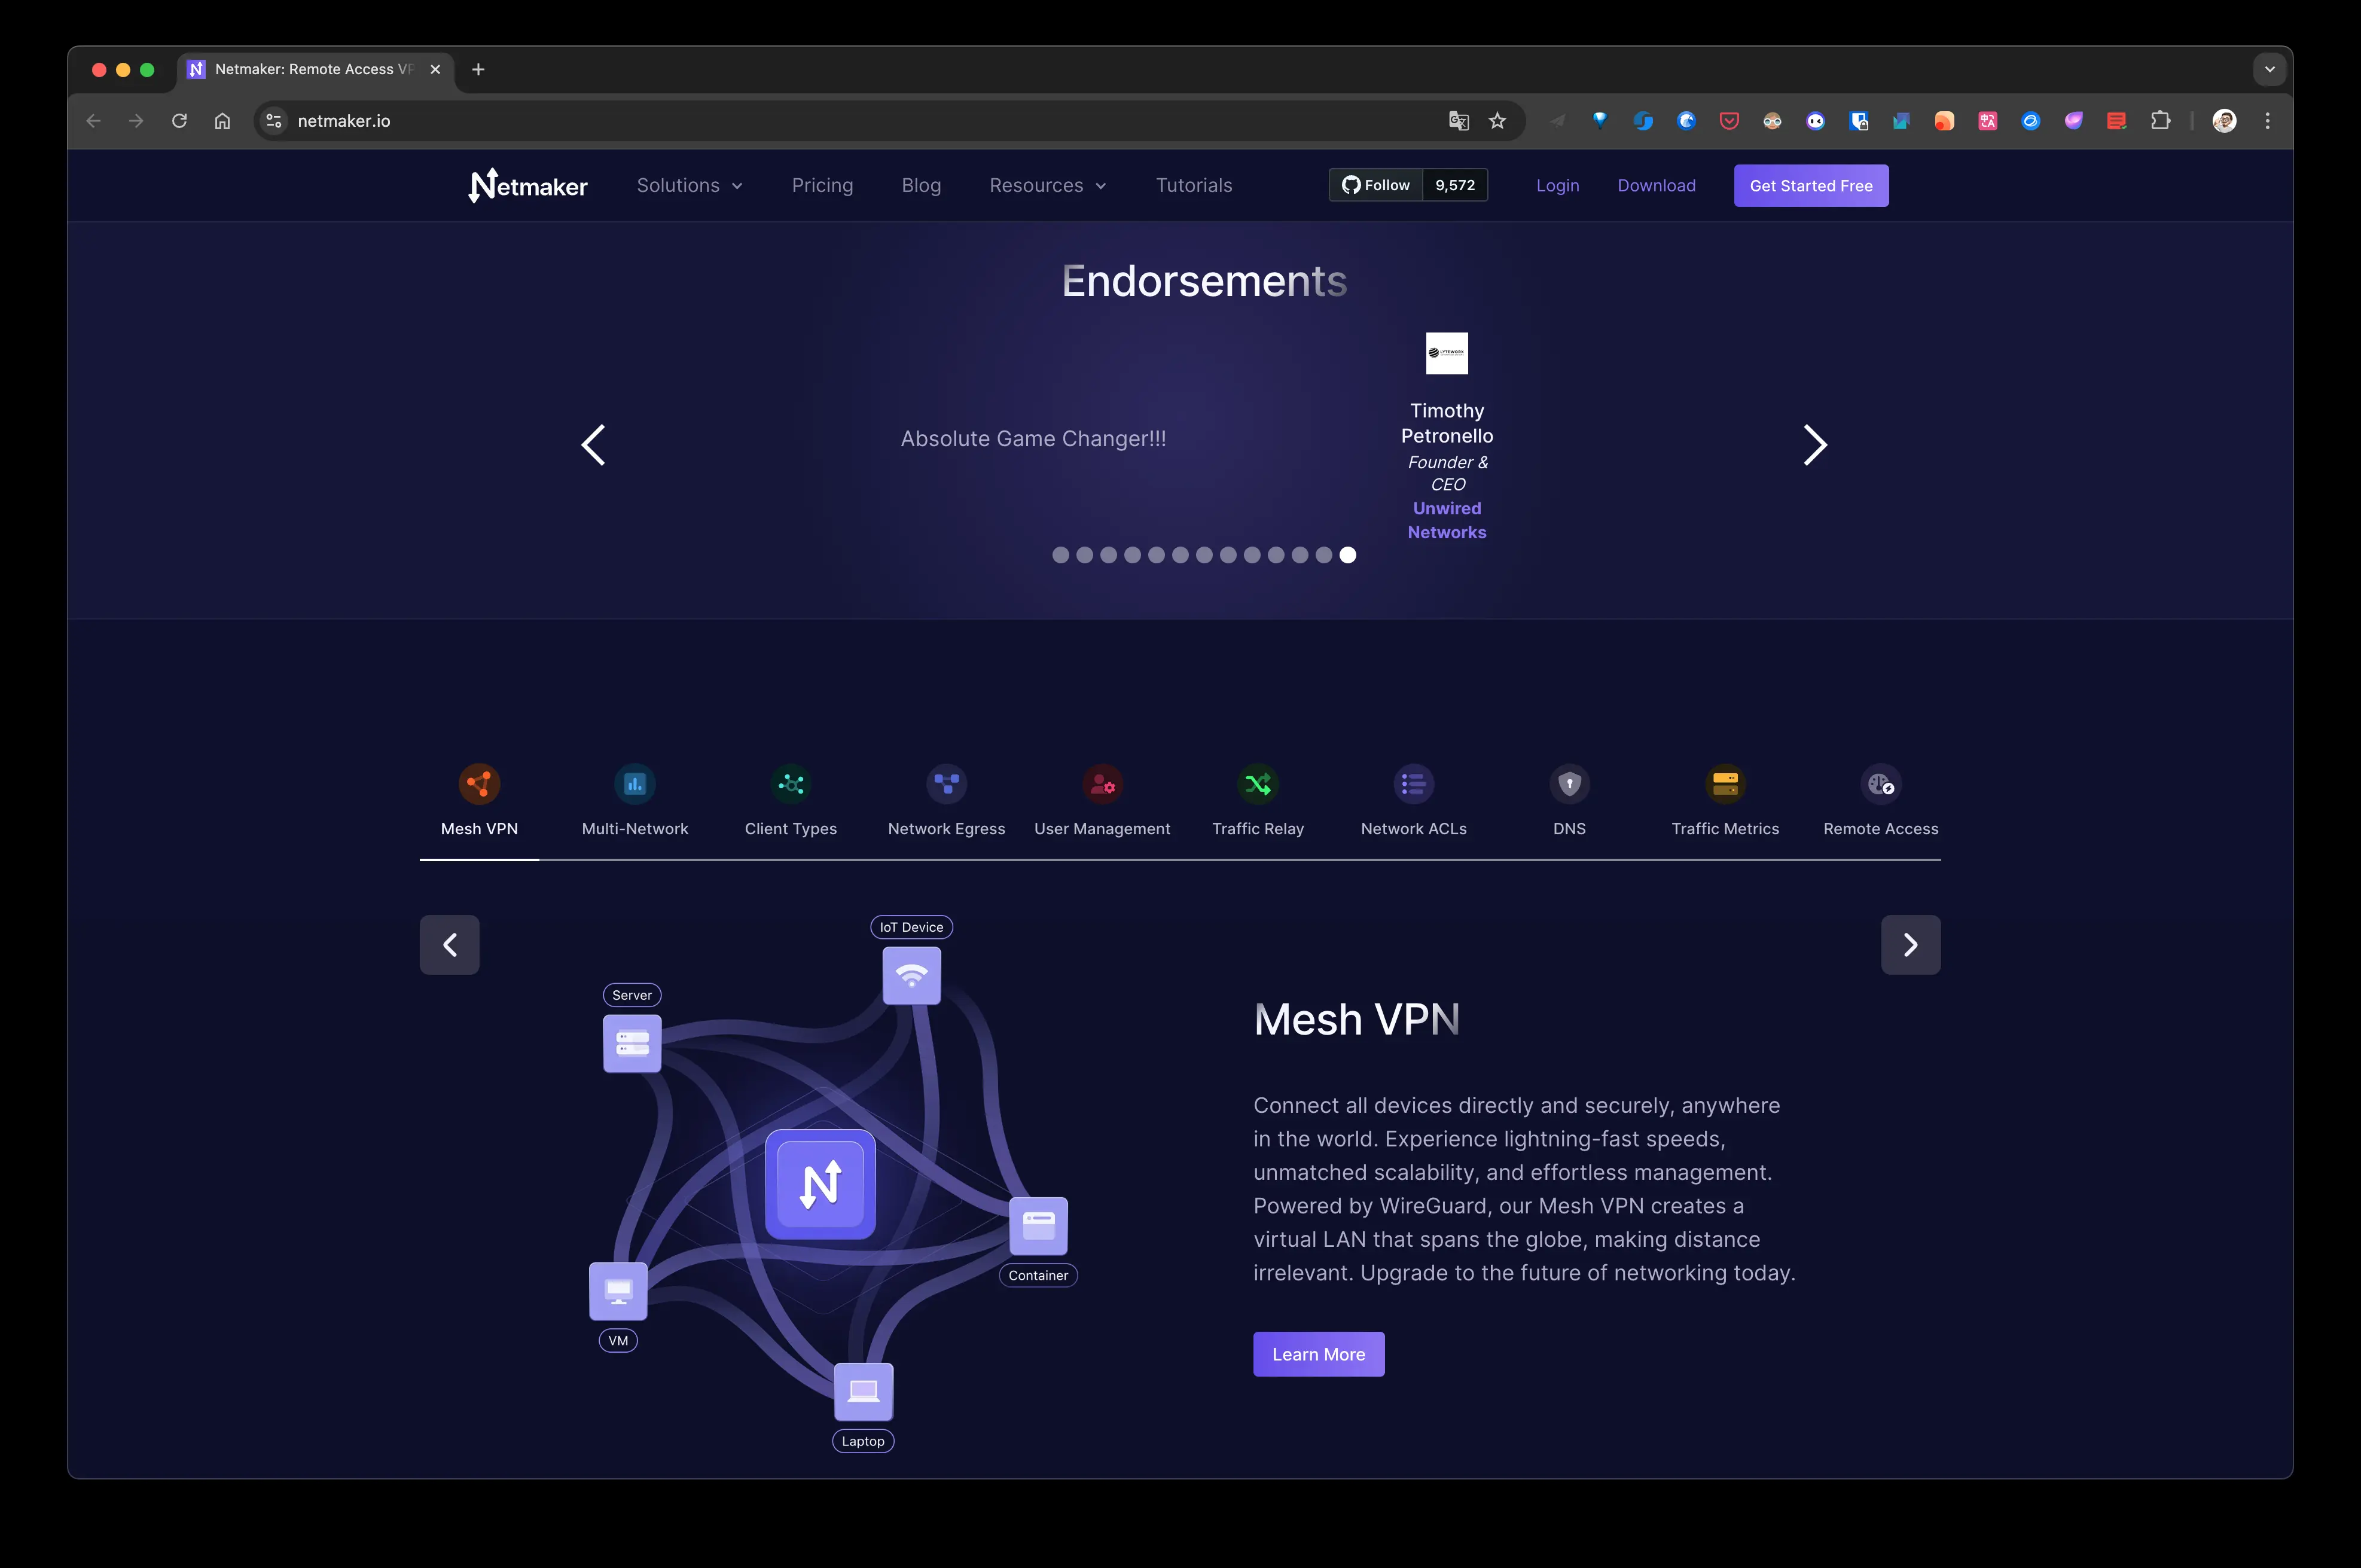 Netmaker: Remote Access VP
netmaker.io
Netmaker
Solutions
Pricing
Blog
Resources
Tutorials
Follow
9,572
Login
Download
Get Started Free
Endorsements
Absolute Game Changer!!!
LYTEWORX
Timothy
Petronello
Founder &
CEO
Unwired
Networks
Mesh VPN
Multi-Network
Client Types
Network Egress
User Management
Traffic Relay
Network ACLs
DNS
Traffic Metrics
Remote Access
IoT Device
Server
Container
VM
Laptop
Mesh VPN
Connect all devices directly and securely, anywhere
in the world. Experience lightning-fast speeds,
unmatched scalability, and effortless management.
Powered by WireGuard, our Mesh VPN creates a
virtual LAN that spans the globe, making distance
irrelevant. Upgrade to the future of networking today.
Learn More